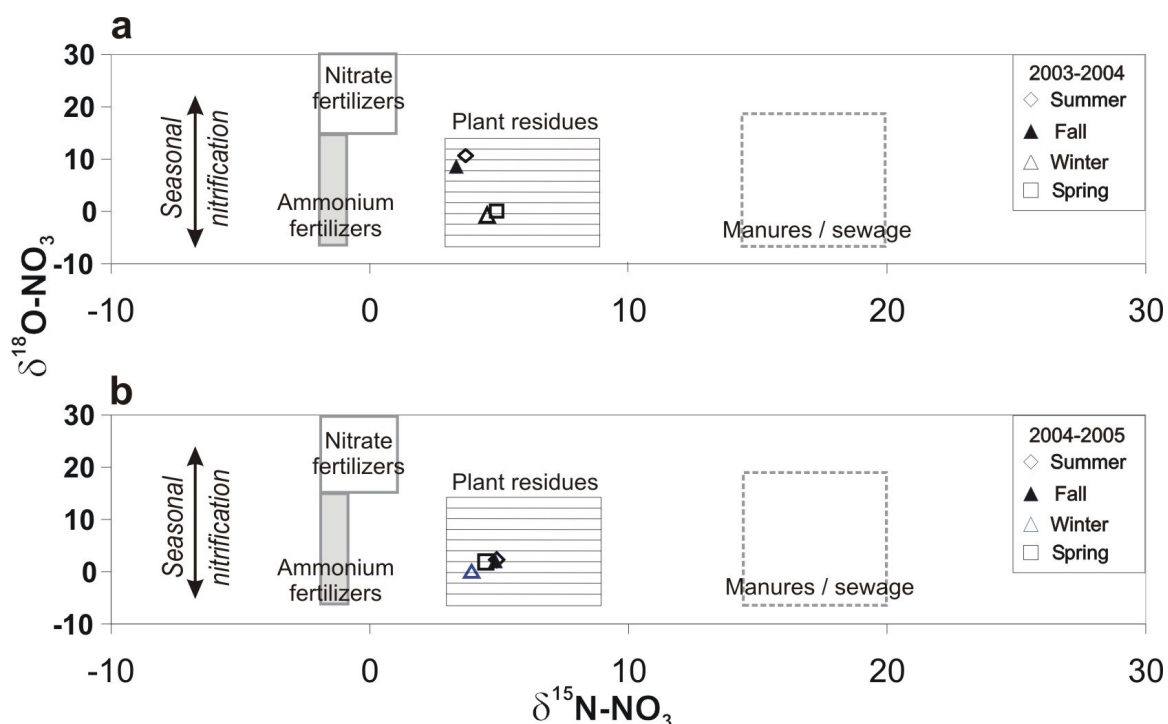 a
30
20
10
0
-10
-10 0 10 20 30
Seasonal
nitrification
Nitrate
fertilizers
Ammonium
fertilizers
Plant residues
Manures / sewage
2003-2004
Summer
Fall
Winter
Spring
δ18O-NO3
b
30
20
10
0
-10
-10 0 10 20 30
Seasonal
nitrification
Nitrate
fertilizers
Ammonium
fertilizers
Plant residues
Manures / sewage
2004-2005
Summer
Fall
Winter
Spring
δ15N-NO3